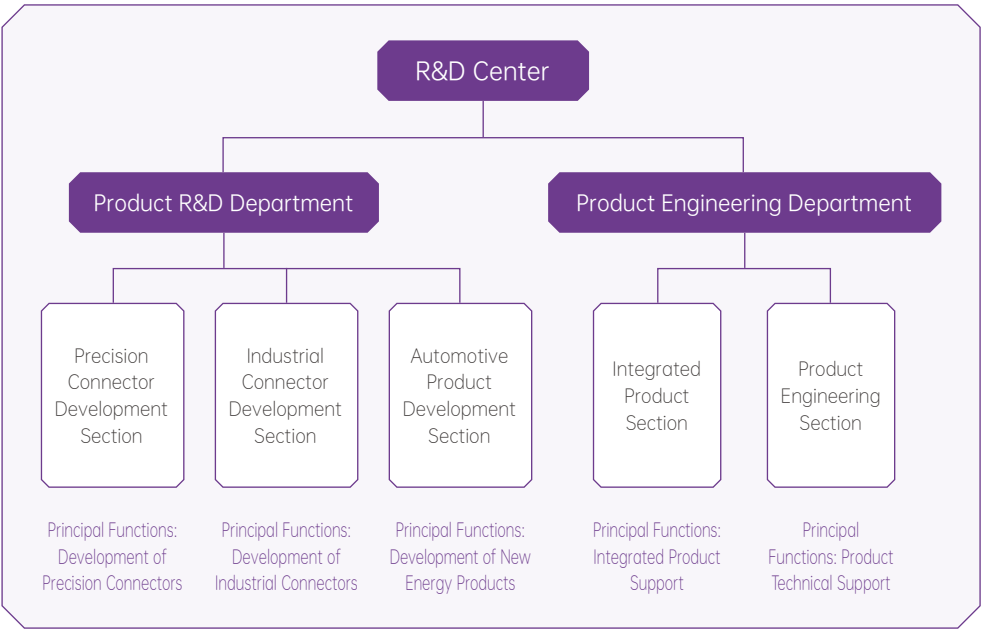 R&D Center
Product R&D Department
Product Engineering Department
Precision
Connector
Development
Section
Industrial
Connector
Development
Section
Automotive
Product
Development
Section
Integrated
Product
Section
Product
Engineering
Section
Principal Functions:
Development of
Precision Connectors
Principal Functions:
Development of
Industrial Connectors
Principal Functions:
Development of New
Energy Products
Principal Functions:
Integrated Product
Support
Principal
Functions: Product
Technical Support